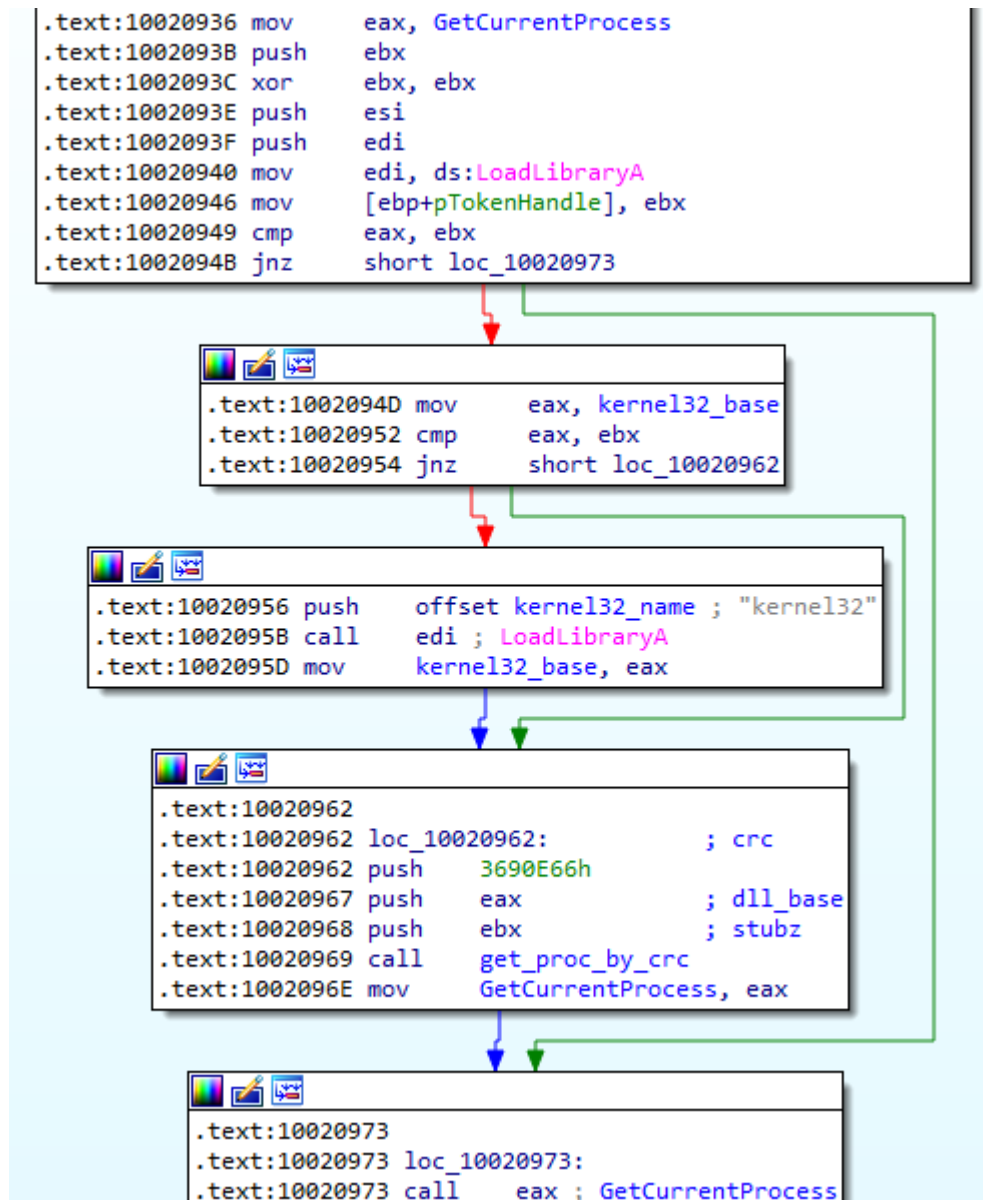 .text:10020936 mov eax, GetCurrentProcess
.text:1002093B push ebx
.text:1002093C xor ebx, ebx
.text:1002093E push esi
.text:1002093F push edi
.text:10020940 mov edi, ds:LoadLibraryA
.text:10020946 mov [ebp+pTokenHandle], ebx
.text:10020949 cmp eax, ebx
.text:1002094B jnz short loc_10020973
.text:1002094D mov eax, kernel32_base
.text:10020952 cmp eax, ebx
.text:10020954 jnz short loc_10020962
.text:10020956 push offset kernel32_name ; "kernel32"
.text:1002095B call edi ; LoadLibraryA
.text:1002095D mov kernel32_base, eax
.text:10020962
.text:10020962 loc_10020962: ; crc
.text:10020962 push 3690E66h
.text:10020967 push eax ; dll_base
.text:10020968 push ebx ; stubz
.text:10020969 call get_proc_by_crc
.text:1002096E mov GetCurrentProcess, eax
.text:10020973
.text:10020973 loc_10020973:
.text:10020973 call eax ; GetCurrentProcess